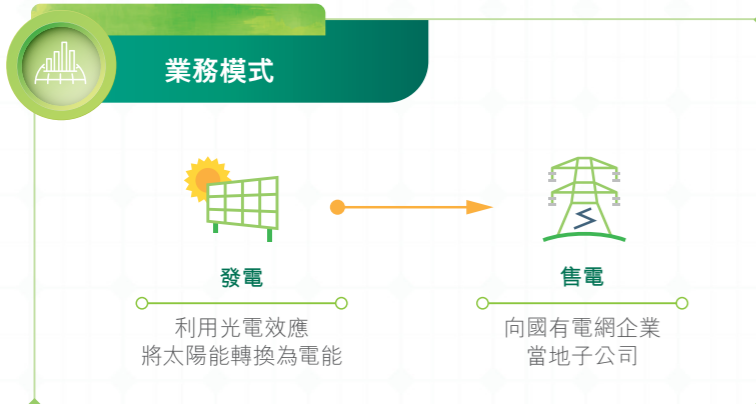 業務模式
發電
利用光電效應
將太陽能轉換為電能
售電
向國有電網企業
當地子公司